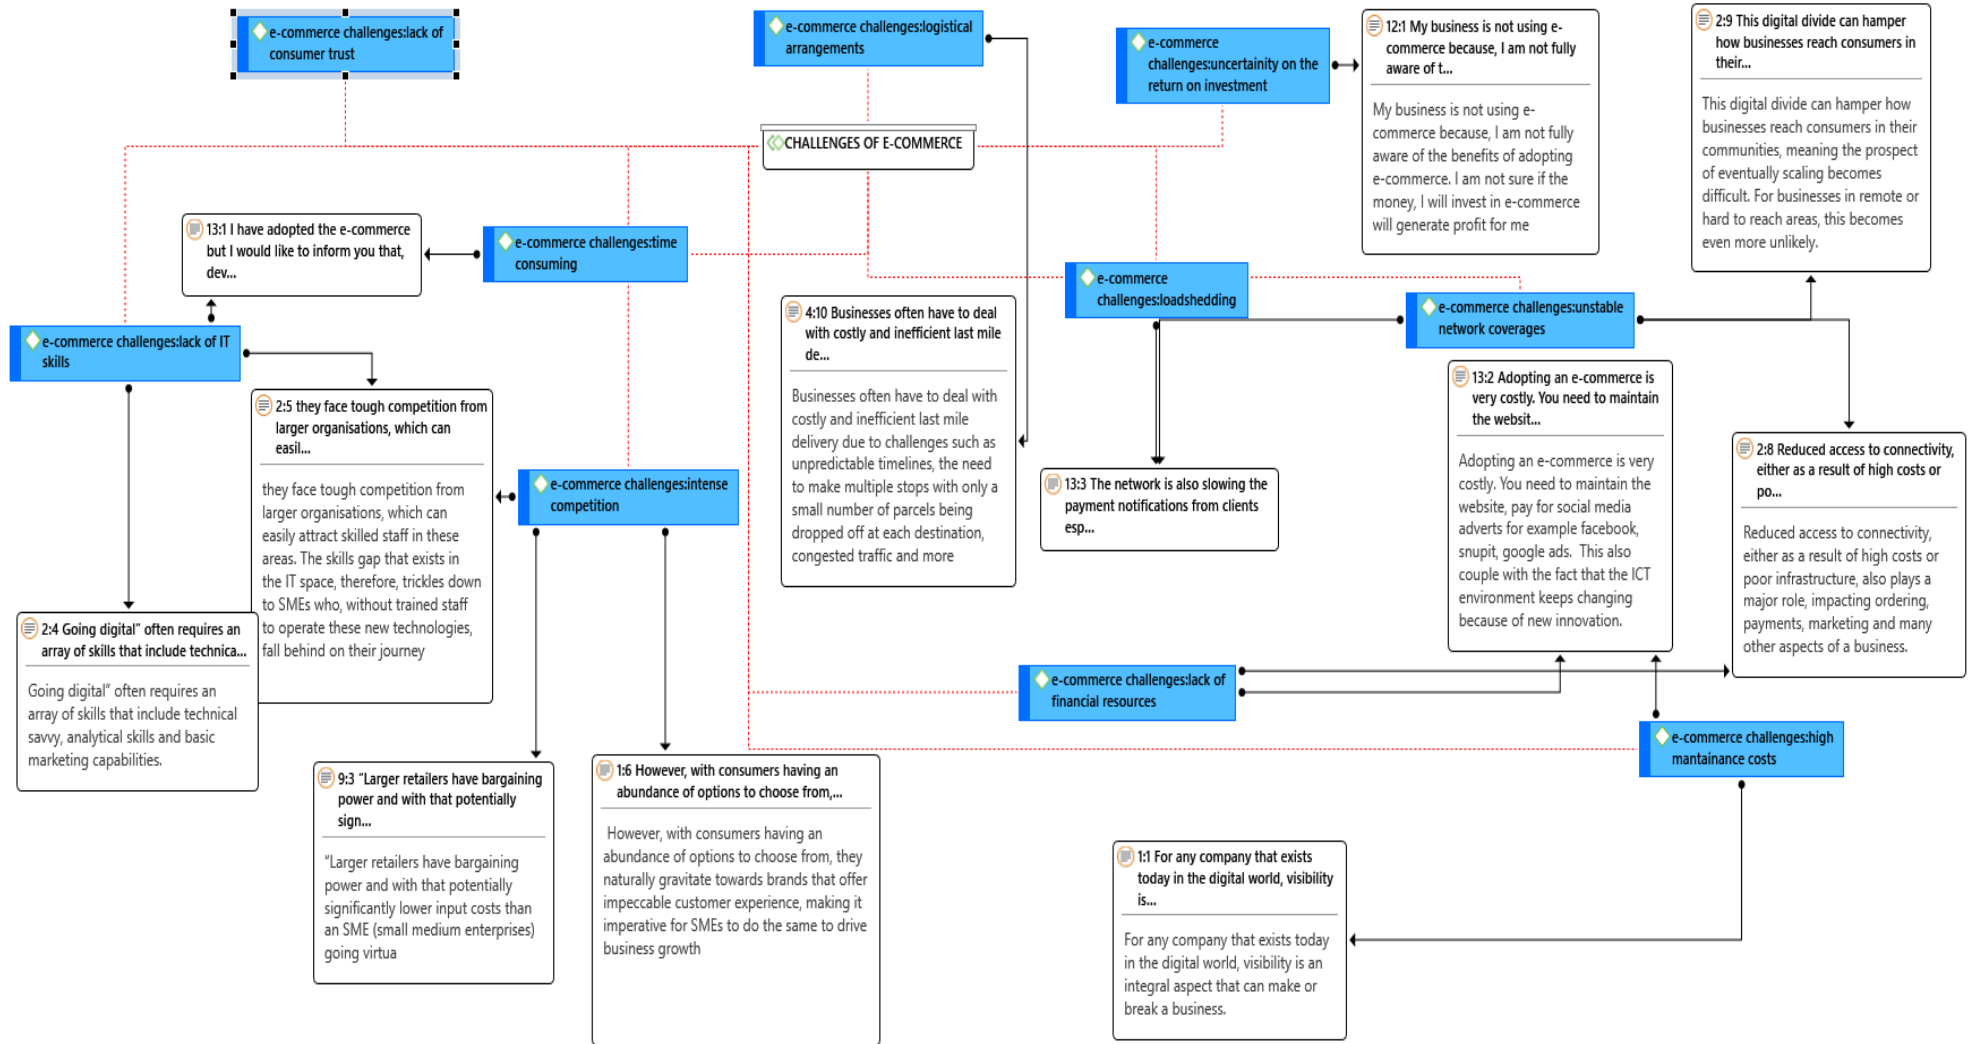 e-commerce challenges:lack of
consumer trust
e-commerce challenges:logistical
arrangements
e-commerce
challenges:uncertainity on the
return on investment
12:1 My business is not using e-
commerce because, I am not fully
aware of t...
My business is not using e-
commerce because, I am not fully
aware of the benefits of adopting
e-commerce. I am not sure if the
money, I will invest in e-commerce
will generate profit for me
2:9 This digital divide can hamper
how businesses reach consumers in
their...
This digital divide can hamper how
businesses reach consumers in their
communities, meaning the prospect
of eventually scaling becomes
difficult. For businesses in remote or
hard to reach areas, this becomes
even more unlikely.
CHALLENGES OF E-COMMERCE
13:1 I have adopted the e-commerce
but I would like to inform you that,
dev...
e-commerce challenges:time
consuming
e-commerce
challenges:loadshedding
e-commerce challenges:unstable
network coverages
e-commerce challenges:lack of IT
skills
4:10 Businesses often have to deal
with costly and inefficient last mile
de...
Businesses often have to deal with
costly and inefficient last mile
delivery due to challenges such as
unpredictable timelines, the need
to make multiple stops with only a
small number of parcels being
dropped off at each destination,
congested traffic and more
13:2 Adopting an e-commerce is
very costly. You need to maintain
the websit...
Adopting an e-commerce is very
costly. You need to maintain the
website, pay for social media
adverts for example facebook,
snupit, google ads.  This also
couple with the fact that the ICT
environment keeps changing
because of new innovation.
2:5 they face tough competition from
larger organisations, which can
easil...
they face tough competition from
larger organisations, which can
easily attract skilled staff in these
areas. The skills gap that exists in
the IT space, therefore, trickles down
to SMEs who, without trained staff
to operate these new technologies,
fall behind on their journey
e-commerce challenges:intense
competition
13:3 The network is also slowing the
payment notifications from clients
esp...
2:8 Reduced access to connectivity,
either as a result of high costs or
po...
Reduced access to connectivity,
either as a result of high costs or
poor infrastructure, also plays a
major role, impacting ordering,
payments, marketing and many
other aspects of a business.
2:4 Going digital" often requires an
array of skills that include technica...
Going digital" often requires an
array of skills that include technical
savvy, analytical skills and basic
marketing capabilities.
e-commerce challenges:lack of
financial resources
e-commerce challenges:high
mantainance costs
9:3 "Larger retailers have bargaining
power and with that potentially
sign...
"Larger retailers have bargaining
power and with that potentially
significantly lower input costs than
an SME (small medium enterprises)
going virtua
1:6 However, with consumers having an
abundance of options to choose from,...
However, with consumers having an
abundance of options to choose from, they
naturally gravitate towards brands that offer
impeccable customer experience, making it
imperative for SMEs to do the same to drive
business growth
1:1 For any company that exists
today in the digital world, visibility
is...
For any company that exists today
in the digital world, visibility is an
integral aspect that can make or
break a business.